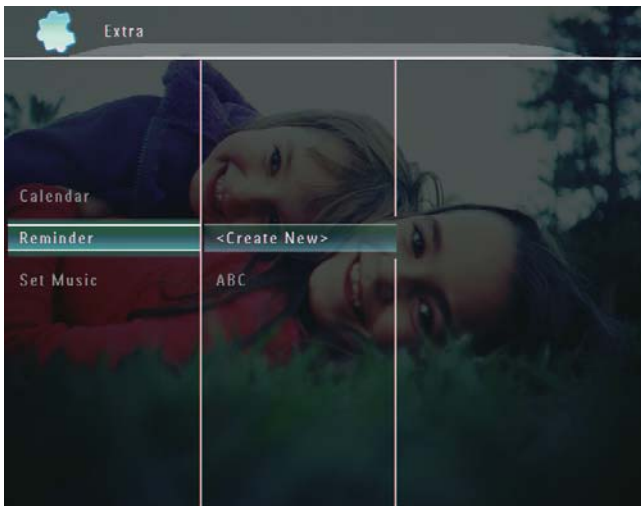 Extra
Calendar
Reminder
<Create New>
Set Music
ABC